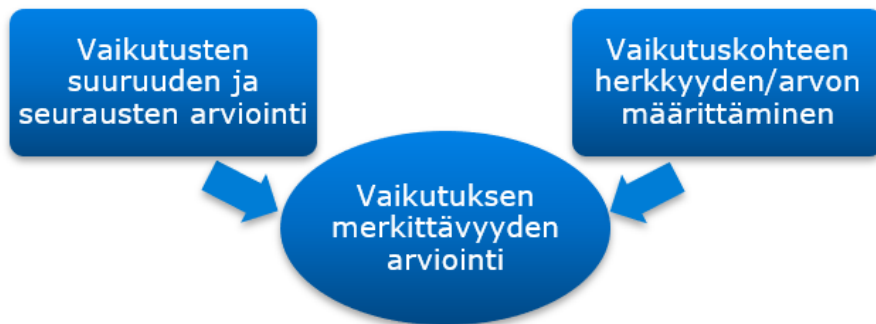 Vaikutusten
suuruuden ja
seurausten arviointi
Vaikutuskohteen
herkkyyden/arvon
määrittäminen
Vaikutuksen
merkittävyyden
arviointi